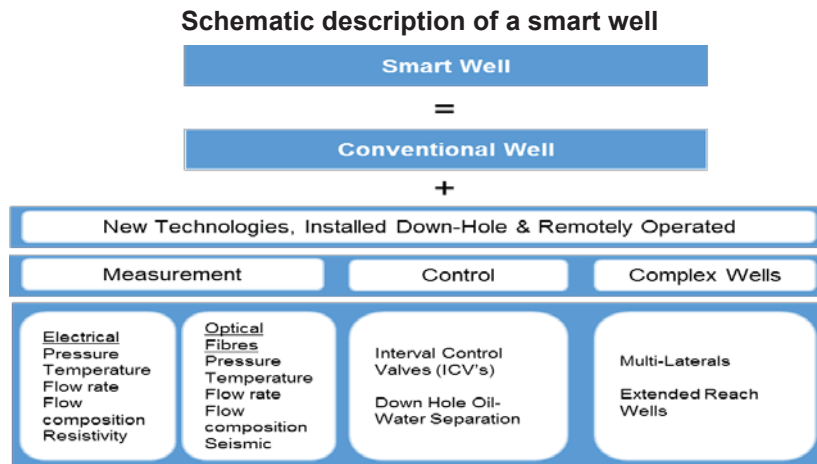 Schematic description of a smart well
Smart Well
=
Conventional Well
+
New Technologies, Installed Down-Hole & Remotely Operated
Measurement
Control
Complex Wells
Electrical
Pressure
Temperature
Flow rate
Flow
composition
Resistivity
Optical
Fibres
Pressure
Temperature
Flow rate
Flow
composition
Seismic
Interval Control
Valves (ICV's)
Down Hole Oil-
Water Separation
Multi-Laterals
Extended Reach
Wells